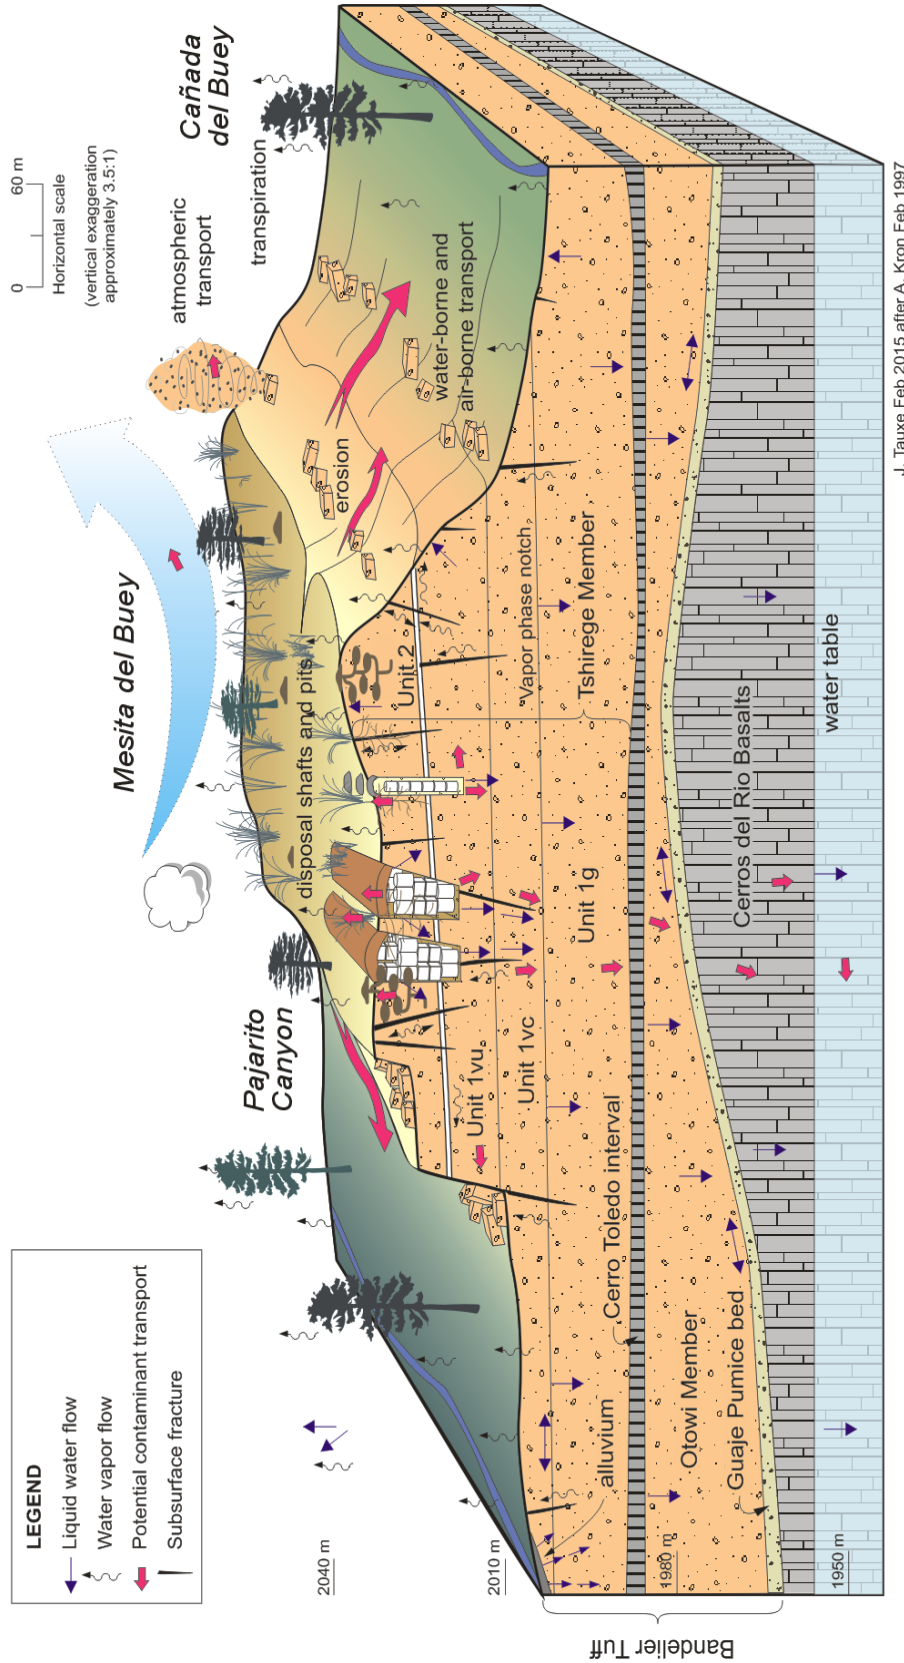 LEGEND
Liquid water flow
Water vapor flow
Potential contaminant transport
Subsurface fracture
Pajarito
Canyon
Mesita del Buey
Cañada
del Buey
0
60 m
Horizontal scale
(vertical exaggeration
approximately 3.5:1)
atmospheric
transport
transpiration
erosion
water-borne and
air-borne transport
disposal shafts and pits
Unit 2
Unit 1vu
Vapor phase notch
Unit 1vc
Tshirege Member
Unit 1g
Cerro Toledo interval
alluvium
Otowi Member
Guaje Pumice bed
Cerros del Rio Basalts
water table
2040 m
2010 m
1980 m
1950 m
Bandelier Tuff
J. Tauxe Feb 2015 after A. Kron Feb 1997